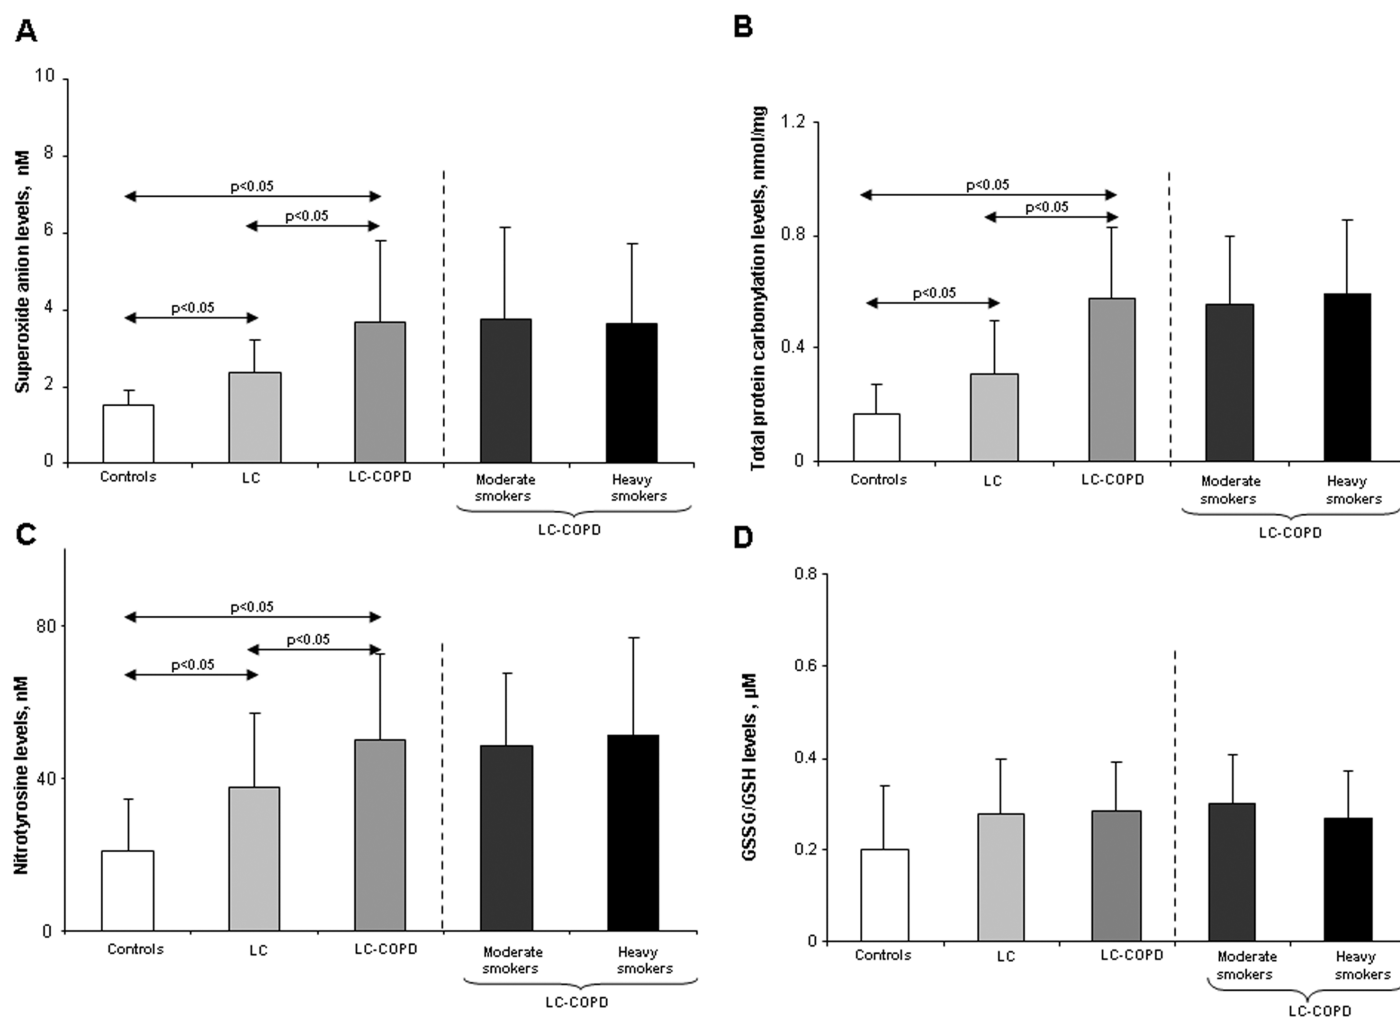 A
Superoxide anion levels, nM
10
8
6
4
2
0
p<0.05
p<0.05
p<0.05
Controls
LC
LC-COPD
Moderate
smokers
Heavy
smokers
LC-COPD
B
Total protein carbonylation levels, nmol/mg
1.2
0.8
0.4
0
p<0.05
p<0.05
p<0.05
Controls
LC
LC-COPD
Moderate
smokers
Heavy
smokers
LC-COPD
C
Nitrotyrosine levels, nM
80
40
0
p<0.05
p<0.05
p<0.05
Controls
LC
LC-COPD
Moderate
smokers
Heavy
smokers
LC-COPD
D
GSSG/GSH levels , µM
0.8
0.6
0.4
0.2
0
Controls
LC
LC-COPD
Moderate
smokers
Heavy
smokers
LC-COPD